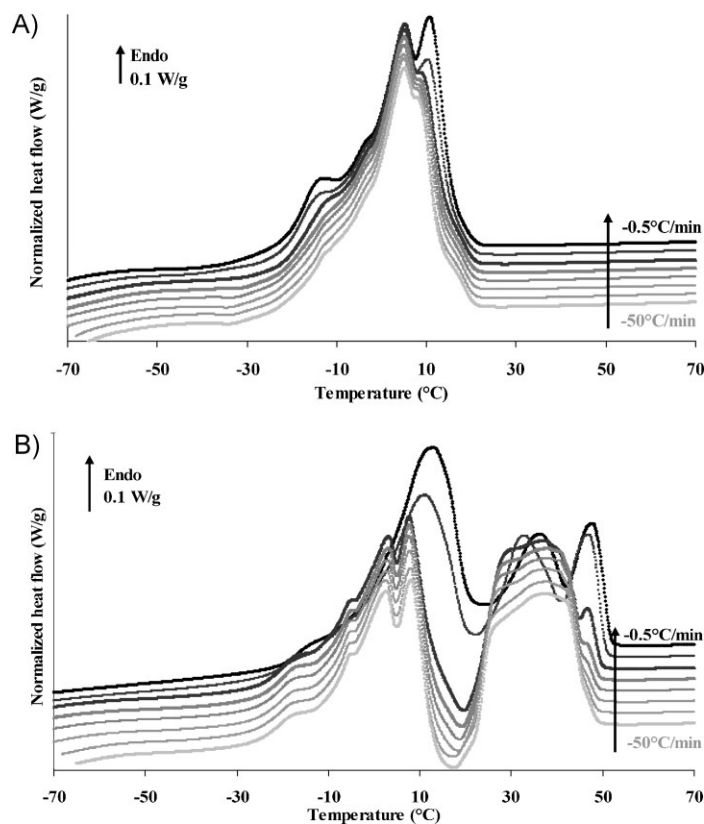 A)
Endo
0.1 W/g
Normalized heat flow (W/g)
-0.5°C/min
-50°C/min
-70 -50 -30 -10 10 30 50 70
Temperature (°C)
B)
Endo
0.1 W/g
Normalized heat flow (W/g)
-0.5°C/min
-50°C/min
-70 -50 -30 -10 10 30 50 70
Temperature (°C)